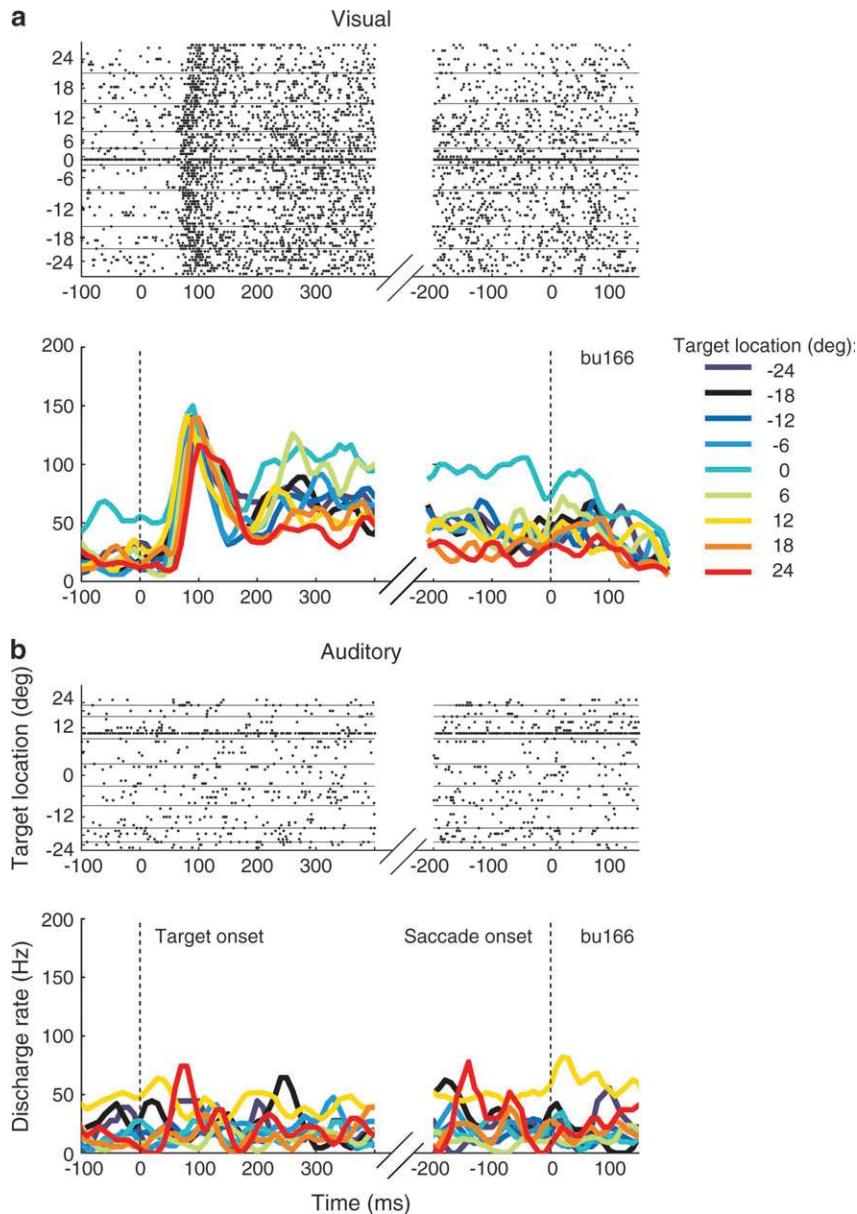 a
Visual
24
18
12
6
0
-6
-12
-18
-24
-100 0 100 200 300 -200 -100 0 100
200
150
100
50
0
bu166
-100 0 100 200 300 -200 -100 0 100
Target location (deg):
-24
-18
-12
-6
0
6
12
18
24
b
Auditory
Target location (deg)
24
12
0
-12
-24
-100 0 100 200 300 -200 -100 0 100
Discharge rate (Hz)
200
150
100
50
0
Target onset
Saccade onset
bu166
-100 0 100 200 300 -200 -100 0 100
Time (ms)